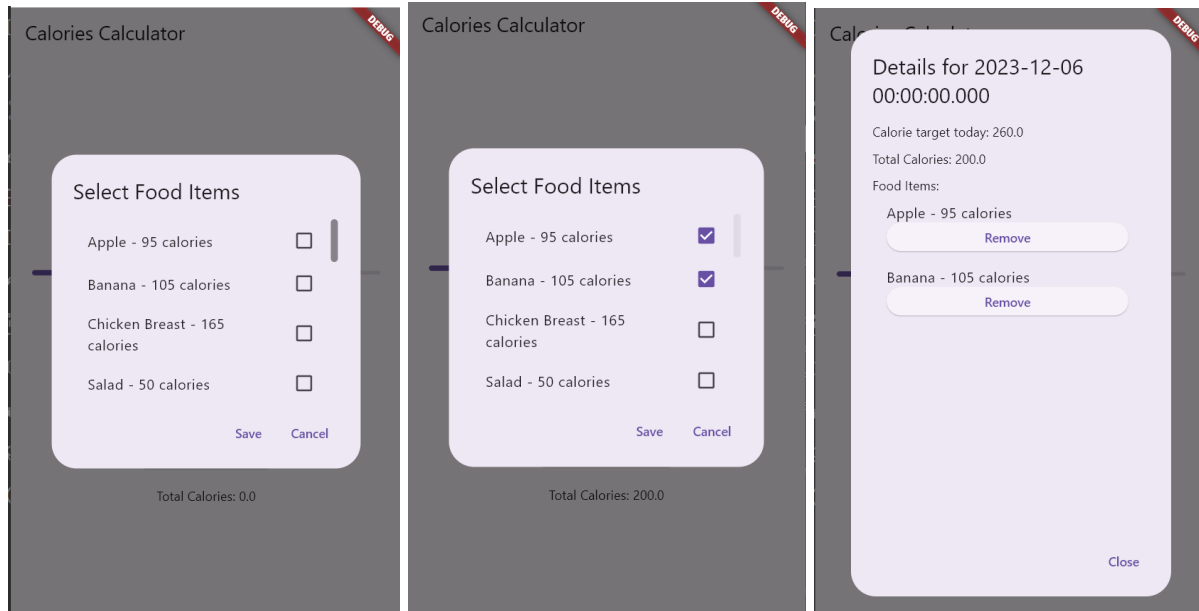 Calories Calculator
DEBUG
Select Food Items
Apple - 95 calories
Banana - 105 calories
Chicken Breast - 165
calories
Salad - 50 calories
Save Cancel
Total Calories: 0.0
Calories Calculator
DEBUG
Select Food Items
Apple - 95 calories
Banana - 105 calories
Chicken Breast - 165
calories
Salad - 50 calories
Save Cancel
Total Calories: 200.0
DEBUG
Details for 2023-12-06
00:00:00.000
Calorie target today: 260.0
Total Calories: 200.0
Food Items:
Apple - 95 calories
Remove
Banana - 105 calories
Remove
Close